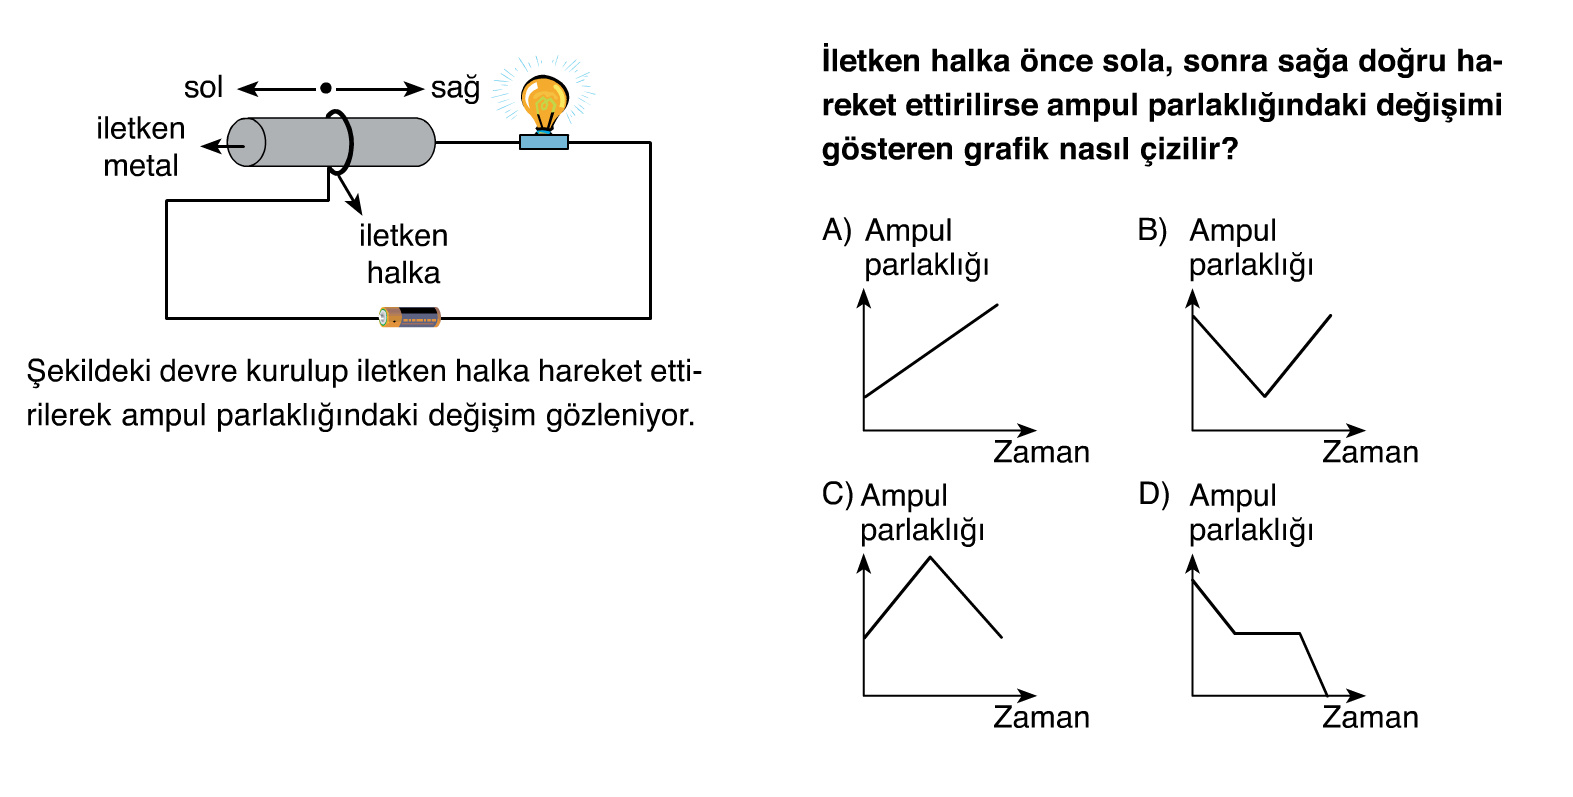 sol
sağ
iletken
metal
iletken
halka
Şekildeki devre kurulup iletken halka hareket etti-
rilerek ampul parlaklığındaki değişim gözleniyor.
İletken halka önce sola, sonra sağa doğru ha-
reket ettirilirse ampul parlaklığındaki değişimi
gösteren grafik nasıl çizilir?
A) Ampul
parlaklığı
Zaman
B) Ampul
parlaklığı
Zaman
C) Ampul
parlaklığı
Zaman
D) Ampul
parlaklığı
Zaman